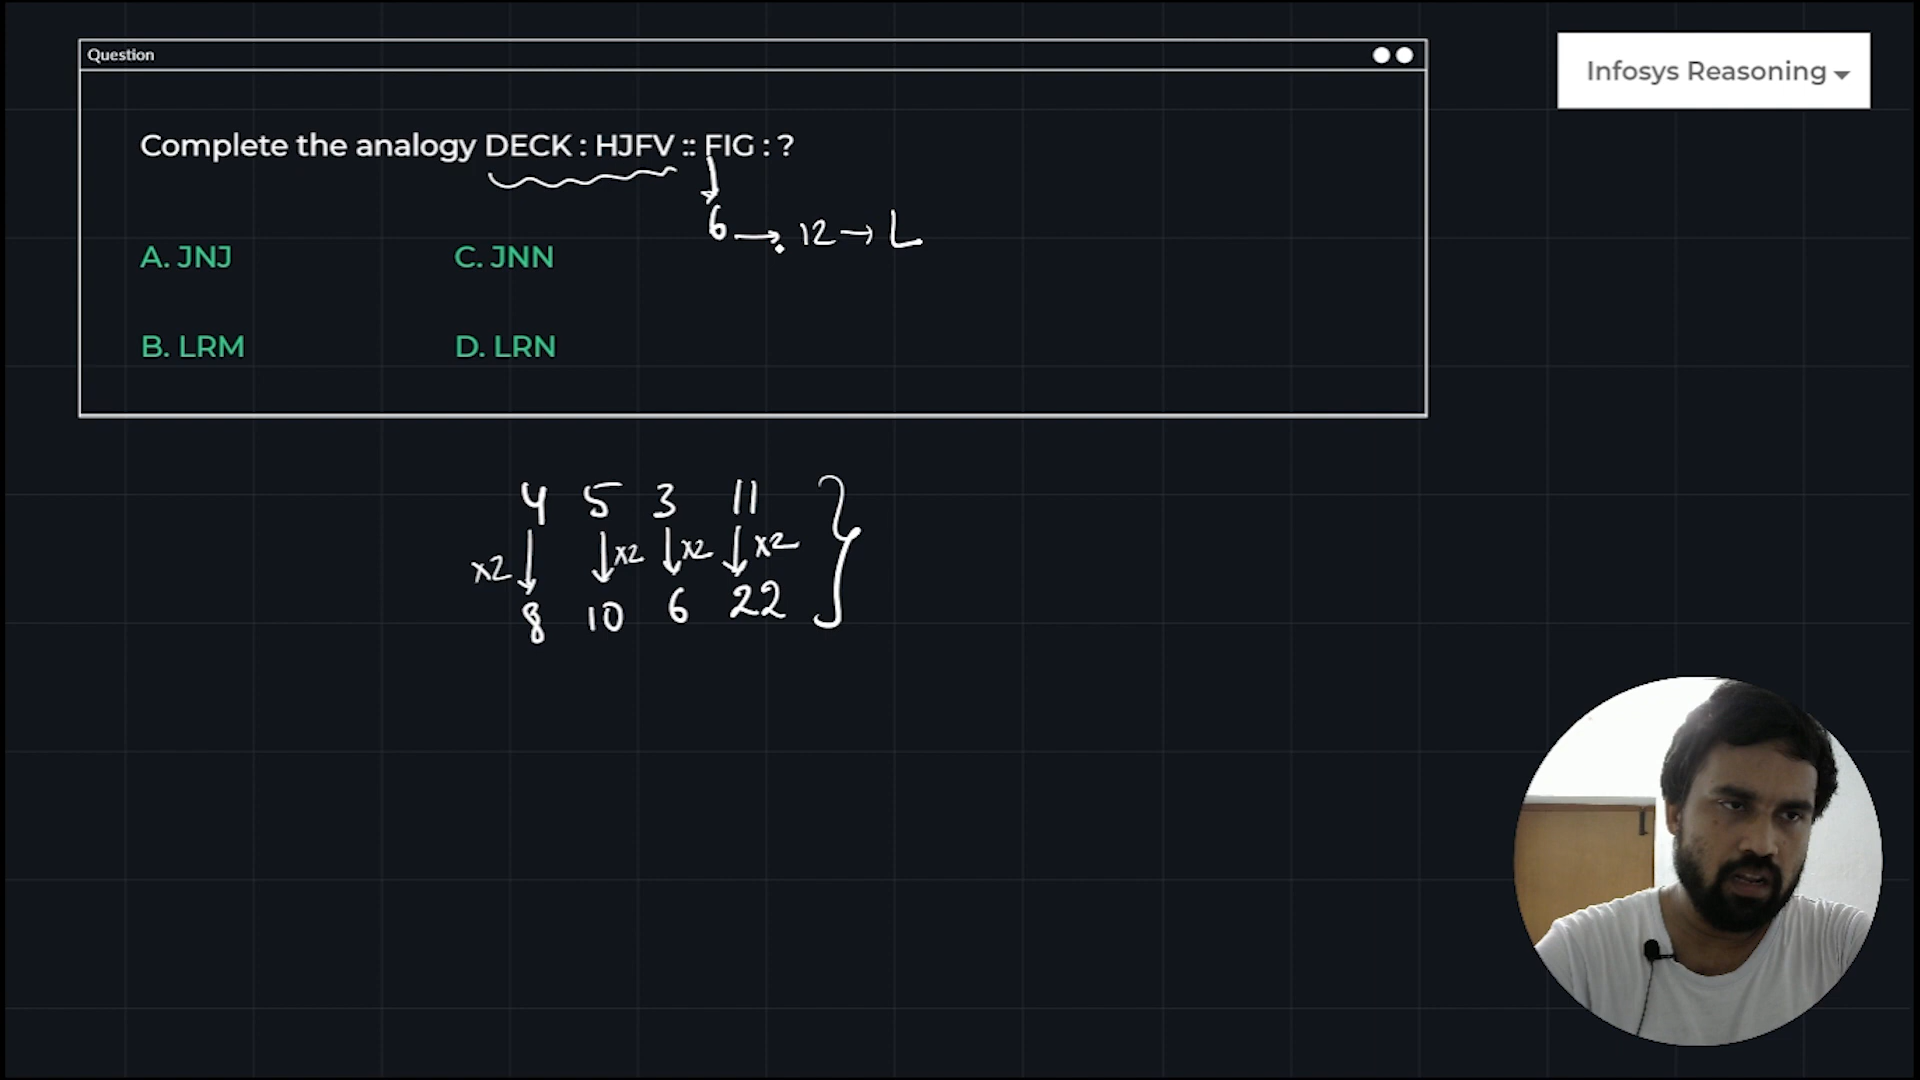 Question
Infosys Reasoning
Complete the analogy DECK : HJFV :: FIG : ?
6 → 12 → L
A. JNJ
C. JNN
B. LRM
D. LRN
4 5 3 11
x2 x2 x2 x2
8 10 6 22